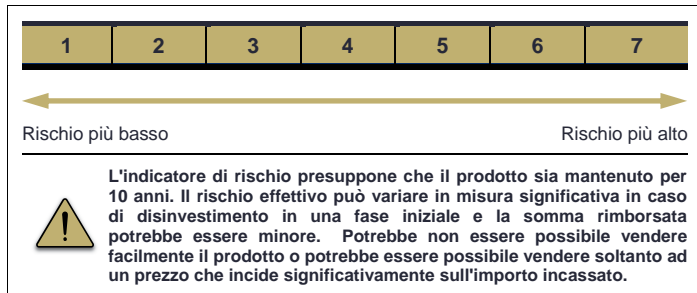 1 2 3 4 5 6 7
Rischio più basso Rischio più alto
L'indicatore di rischio presuppone che il prodotto sia mantenuto per
10 anni. Il rischio effettivo può variare in misura significativa in caso
di disinvestimento in una fase iniziale e la somma rimborsata
potrebbe essere minore. Potrebbe non essere possibile vendere
facilmente il prodotto o potrebbe essere possibile vendere soltanto ad
un prezzo che incide significativamente sull'importo incassato.